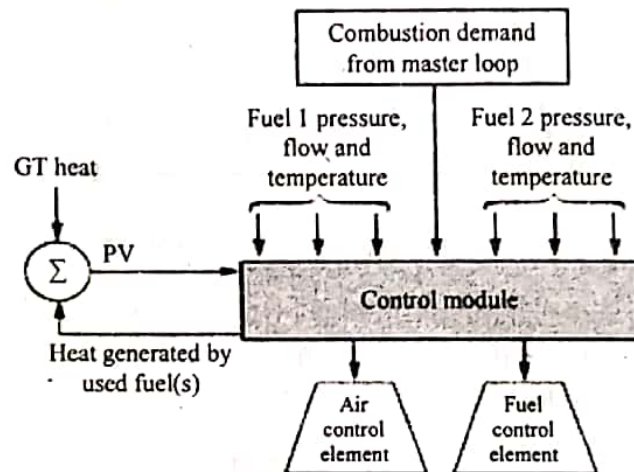 Combustion demand
from master loop
Fuel 1 pressure,
flow and
temperature
Fuel 2 pressure,
flow and
temperature
GT heat
Σ
PV
Control module
Heat generated by
used fuel(s)
Air
control
element
Fuel
control
element